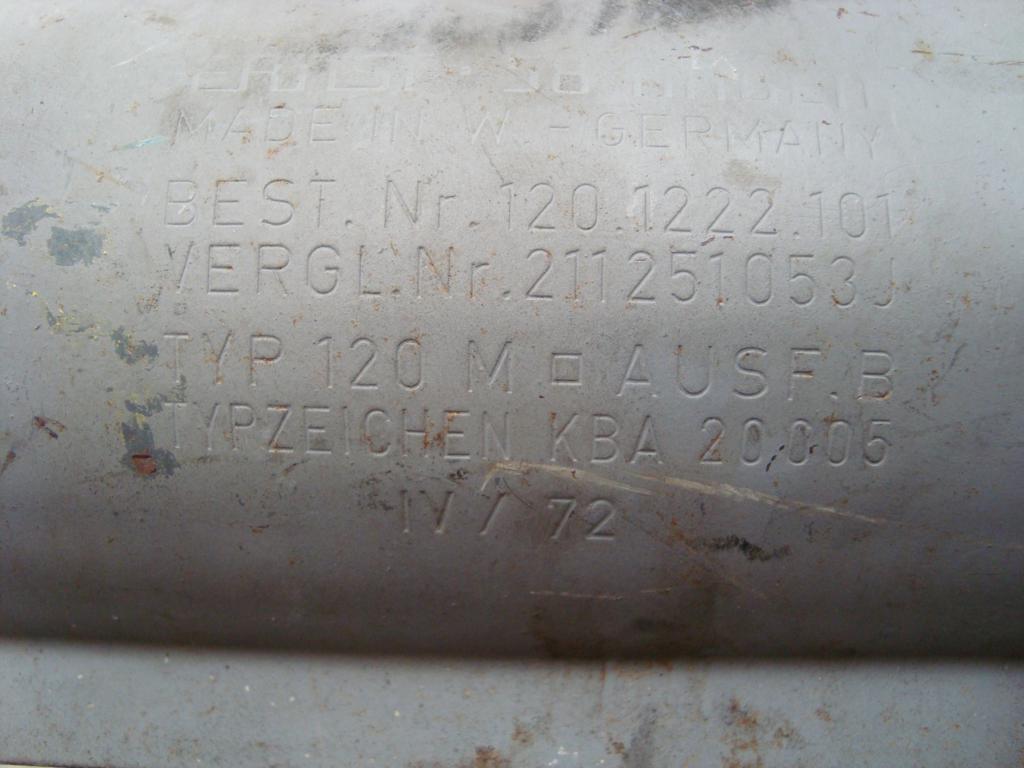 MADE IN W.-GERMANY
BEST. Nr. 120.1222.101
VERGL.Nr. 211251053J
TYP 120 M □ AUSF.B
TYPZEICHEN KBA 20005
IV / 72